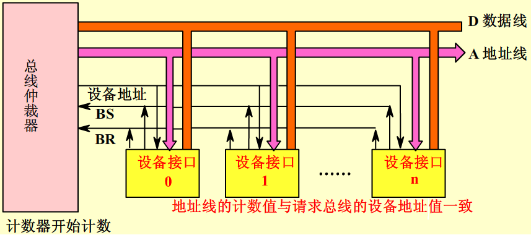 D 数据线
A 地址线
总线仲裁器
设备地址
BS
BR
设备接口
0
设备接口
1
......
设备接口
n
地址线的计数值与请求总线的设备地址值一致
计数器开始计数